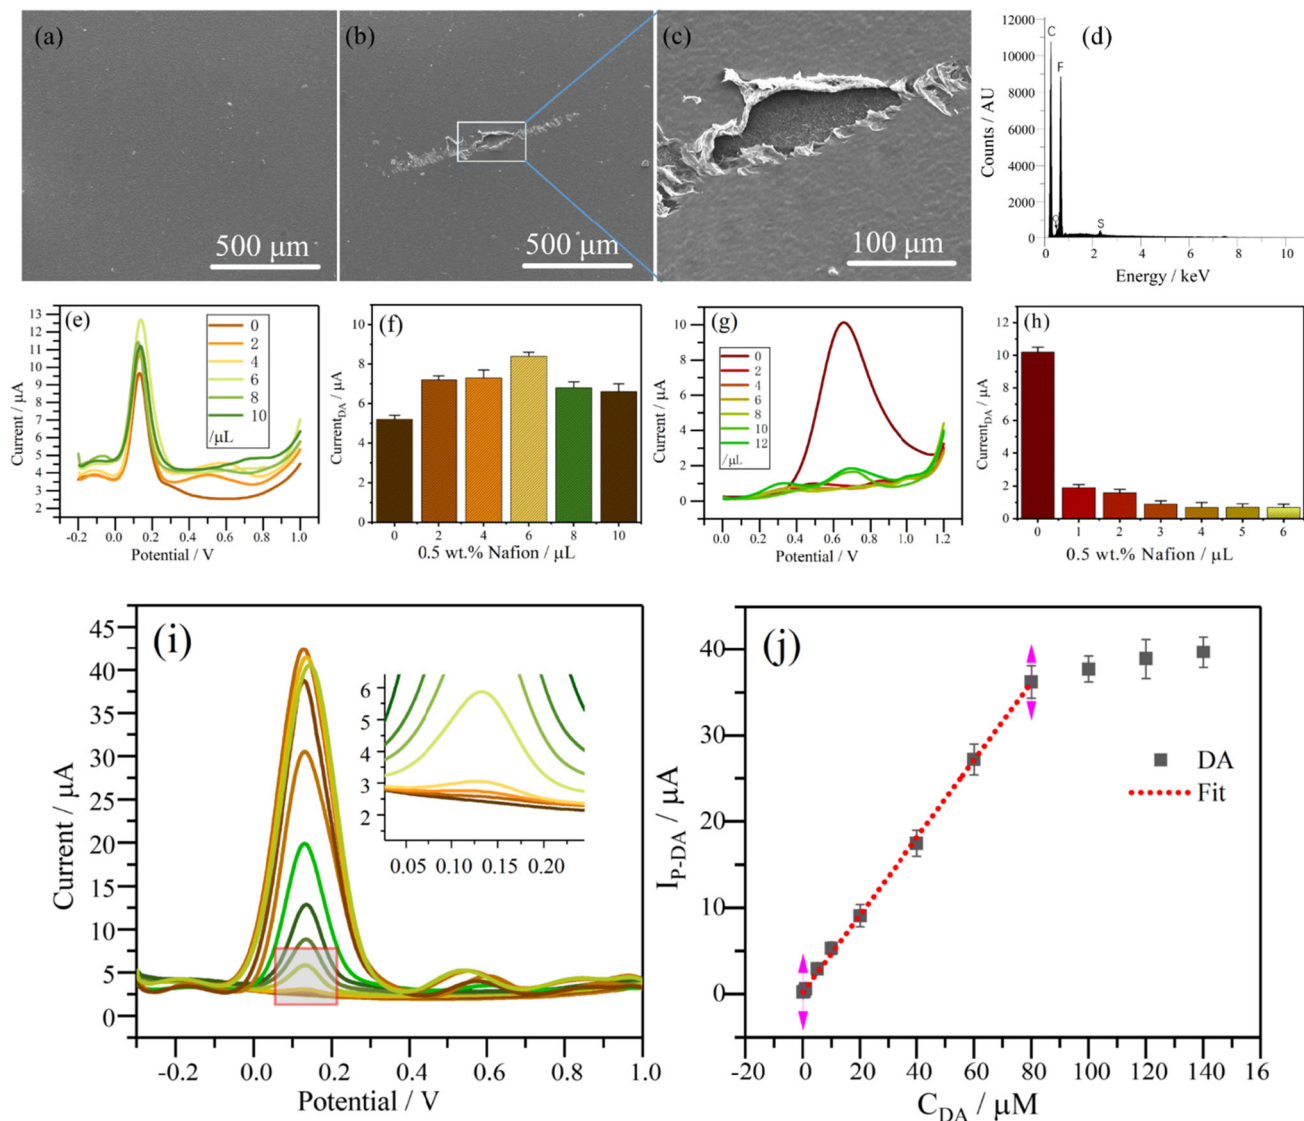 (a)
500 μm
(b)
500 μm
(c)
100 μm
(d)
12000
10000
8000
6000
4000
2000
0
Counts / AU
C
F
O
S
0 2 4 6 8 10
Energy / keV
(e)
13
12
11
10
9
8
7
6
5
4
3
2
Current / μA
0
2
4
6
8
10
/μL
-0.2 0.0 0.2 0.4 0.6 0.8 1.0
Potential / V
(f)
10
8
6
4
2
0
Current_DA / μA
0 2 4 6 8 10
0.5 wt.% Nafion / μL
(g)
10
8
6
4
2
0
Current / μA
0
2
4
6
8
10
12
/μL
0.0 0.2 0.4 0.6 0.8 1.0 1.2
Potential / V
(h)
12
10
8
6
4
2
0
Current_DA / μA
0 1 2 3 4 5 6
0.5 wt.% Nafion / μL
(i)
45
40
35
30
25
20
15
10
5
0
Current / μA
6
5
4
3
2
0.05 0.10 0.15 0.20
-0.2 0.0 0.2 0.4 0.6 0.8 1.0
Potential / V
(j)
40
30
20
10
0
I_P-DA / μA
DA
Fit
-20 0 20 40 60 80 100 120 140 16
C_DA / μM